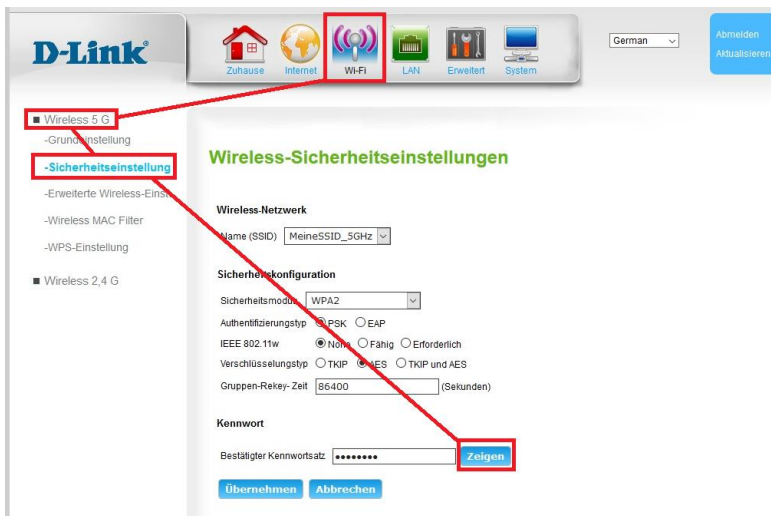 D-Link
Zuhause
Internet
Wi-Fi
LAN
Erweitert
System
German
Abmelden
Aktualisieren
Wireless 5 G
-Grundeinstellung
-Sicherheitseinstellung
-Erweiterte Wireless-Einst
-Wireless MAC Filter
-WPS-Einstellung
Wireless 2,4 G
Wireless-Sicherheitseinstellungen
Wireless-Netzwerk
Name (SSID) MeineSSID_5GHz
Sicherheitskonfiguration
Sicherheitsmodus WPA2
Authentifizierungstyp PSK EAP
IEEE 802.11w None Fähig Erforderlich
Verschlüsselungstyp TKIP AES TKIP und AES
Gruppen-Rekey- Zeit 86400 (Sekunden)
Kennwort
Bestätigter Kennwortsatz •••••••• Zeigen
Übernehmen Abbrechen